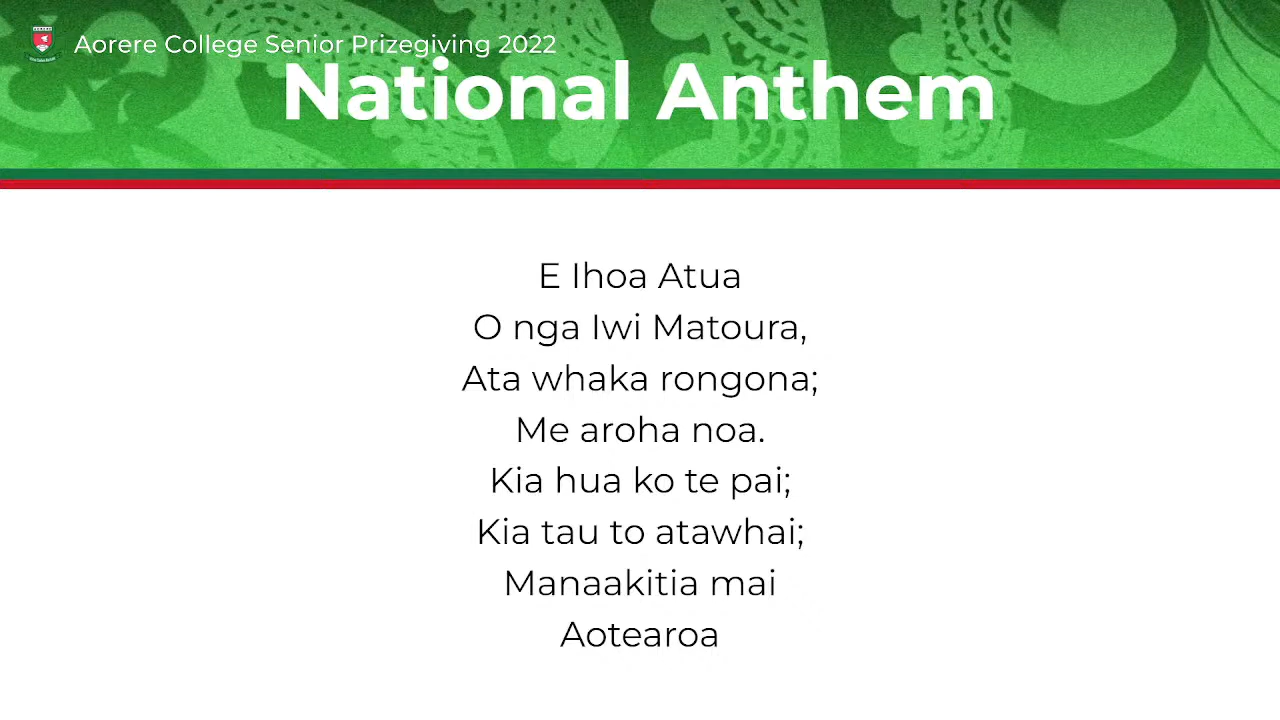 Aorere College Senior Prizegiving 2022
National Anthem
E Ihoa Atua
O nga Iwi Matoura,
Ata whaka rongona;
Me aroha noa.
Kia hua ko te pai;
Kia tau to atawhai;
Manaakitia mai
Aotearoa